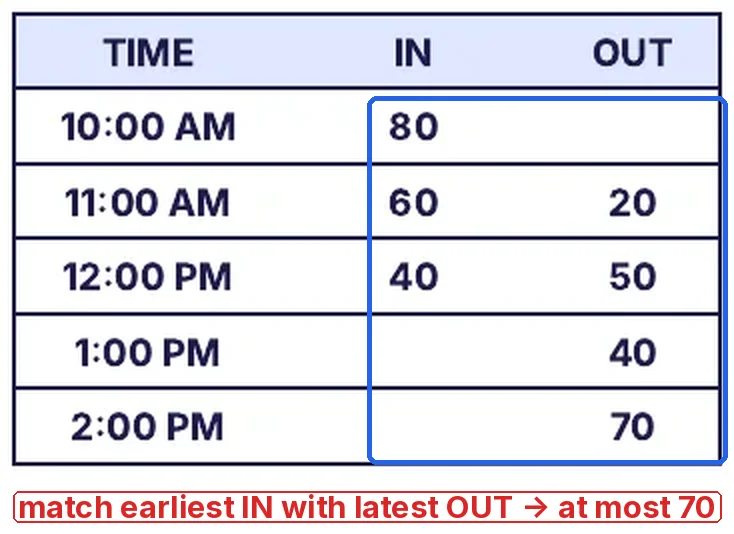 TIME IN OUT
10:00 AM 80
11:00 AM 60 20
12:00 PM 40 50
1:00 PM 40
2:00 PM 70
match earliest IN with latest OUT → at most 70